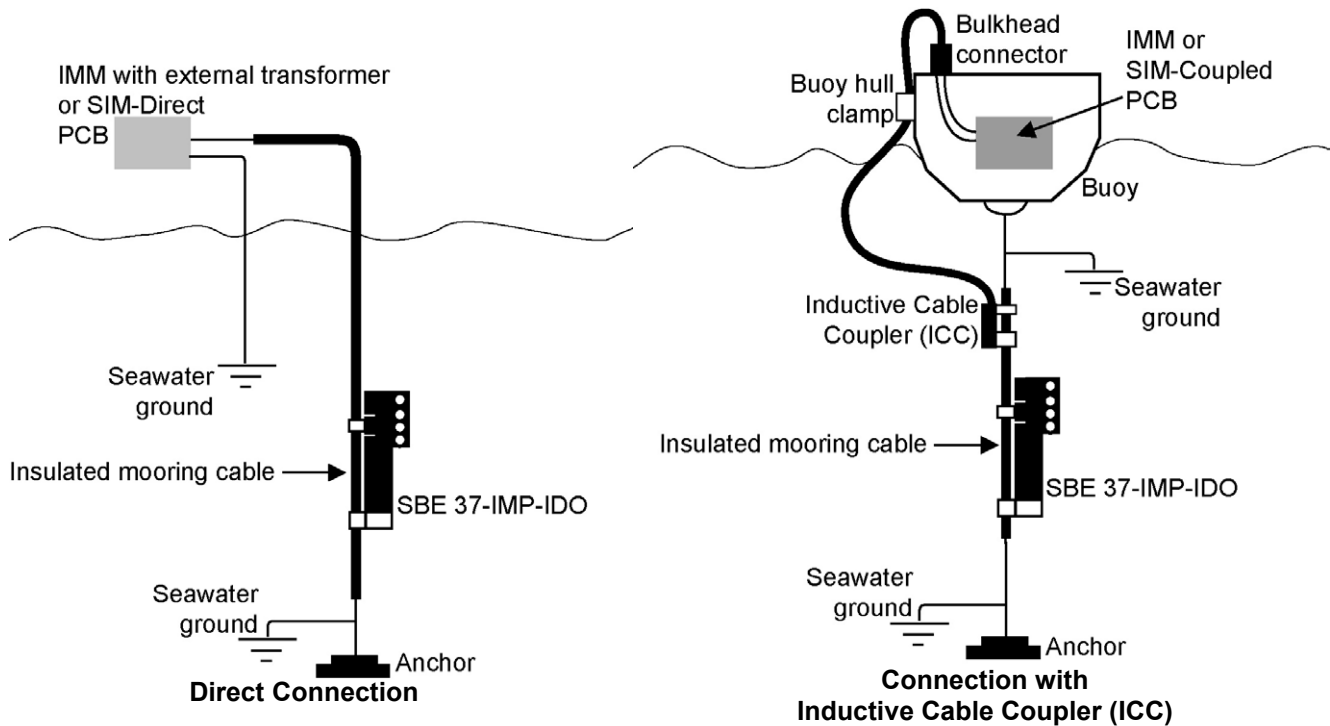 IMM with external transformer
or SIM-Direct
PCB
Seawater
ground
Insulated mooring cable
SBE 37-IMP-IDO
Seawater
ground
Anchor
Direct Connection
Bulkhead
connector
IMM or
SIM-Coupled
PCB
Buoy hull
clamp
Buoy
Seawater
ground
Inductive Cable
Coupler (ICC)
Insulated mooring cable
SBE 37-IMP-IDO
Seawater
ground
Anchor
Connection with
Inductive Cable Coupler (ICC)